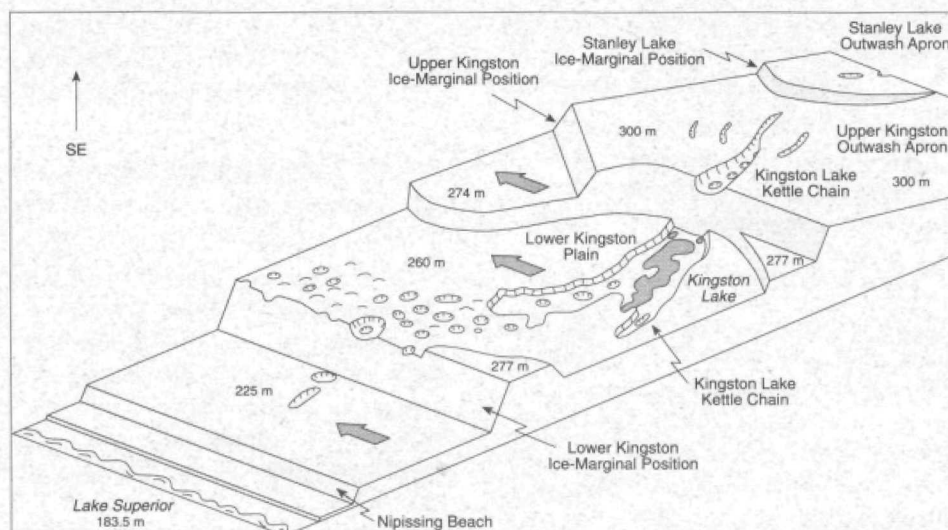 Stanley Lake
Outwash Apron
Stanley Lake
Ice-Marginal Position
Upper Kingston
Ice-Marginal Position
SE
300 m
Upper Kingston
Outwash Apron
Kingston Lake
Kettle Chain
300 m
274 m
Lower Kingston
Plain
260 m
277 m
Kingston
Lake
277 m
225 m
Kingston Lake
Kettle Chain
Lower Kingston
Ice-Marginal Position
Lake Superior
183.5 m
Nipissing Beach